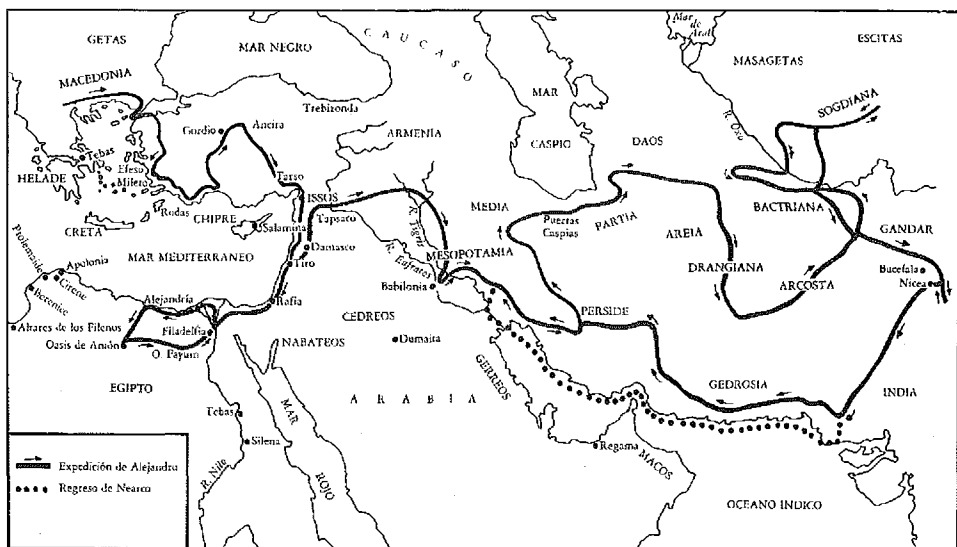 GETAS
MAR NEGRO
CAUCASO
Mar de Aral
ESCITAS
MASAGETAS
MACEDONIA
SOGDIANA
Trebizonda
MAR CASPIO
R. Oxo
Gordio
Ancira
ARMENÍA
DAOS
Tebas
Efeso
Mileto
HELADE
Tarso
ISSOS
BACTRIANA
Rodas
CHIPRE
Salamina
Tapsaco
R. Tigris
MEDIA
Puertas Caspias
PARTIA
AREIA
GANDAR
CRETA
Damasco
MESOPOTAMIA
MAR MEDITERRANEO
Tiro
R. Eufrates
DRANGIANA
Bucefala
Nicea
ARCOSTA
Ptolemaide
Apolonia
Cirene
Berenice
Babilonia
Alejandría
Rafia
PERSIDE
Altares de los Filenos
Filadelfia
CEDREOS
Oasis de Amón
O. Fayum
NABATEOS
Dumaita
GERREOS
GEDROSIA
INDIA
EGIPTO
ARABIA
Tebas
Silena
MAR ROJO
R. Nilo
Regama
MACOS
OCEANO INDICO
Expedición de Alejandro
Regreso de Nearco